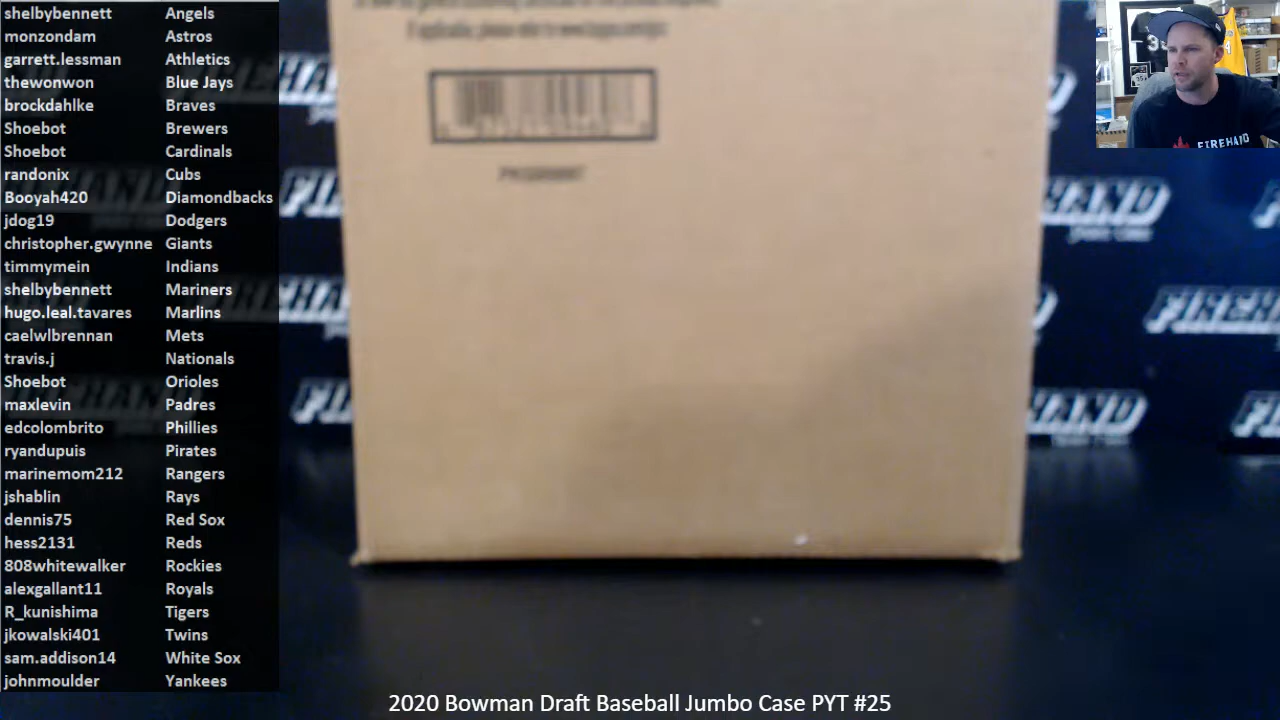 shelbybennett Angels
monzondam Astros
garrett.lessman Athletics
thewonwon Blue Jays
brockdahlke Braves
Shoebot Brewers
Shoebot Cardinals
randonix Cubs
Booyah420 Diamondbacks
jdog19 Dodgers
christopher.gwynne Giants
timmymein Indians
shelbybennett Mariners
hugo.leal.tavares Marlins
caelwlbrennan Mets
travis.j Nationals
Shoebot Orioles
maxlevin Padres
edcolombrito Phillies
ryandupuis Pirates
marinemom212 Rangers
jshablin Rays
dennis75 Red Sox
hess2131 Reds
808whitewalker Rockies
alexgallant11 Royals
R_kunishima Tigers
jkowalski401 Twins
sam.addison14 White Sox
johnmoulder Yankees
FIREHAND
FIREHAND
2020 Bowman Draft Baseball Jumbo Case PYT #25